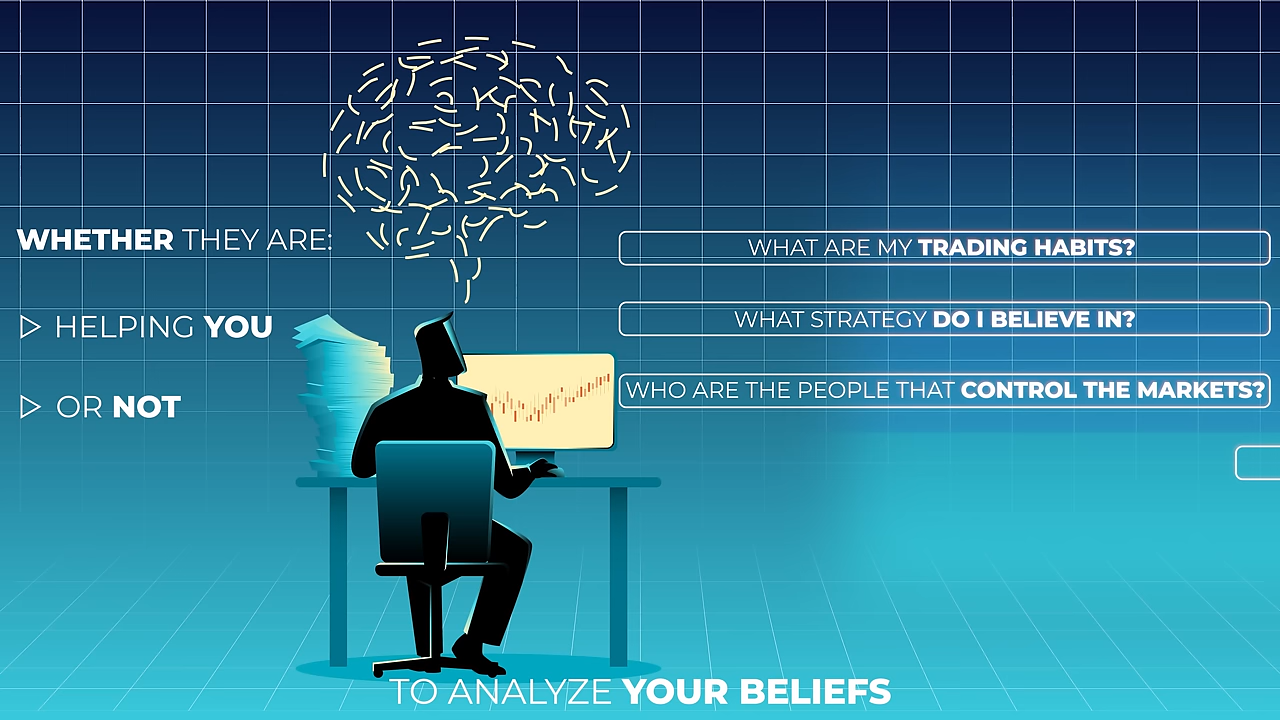 WHETHER THEY ARE:
HELPING YOU
OR NOT
WHAT ARE MY TRADING HABITS?
WHAT STRATEGY DO I BELIEVE IN?
WHO ARE THE PEOPLE THAT CONTROL THE MARKETS?
TO ANALYZE YOUR BELIEFS